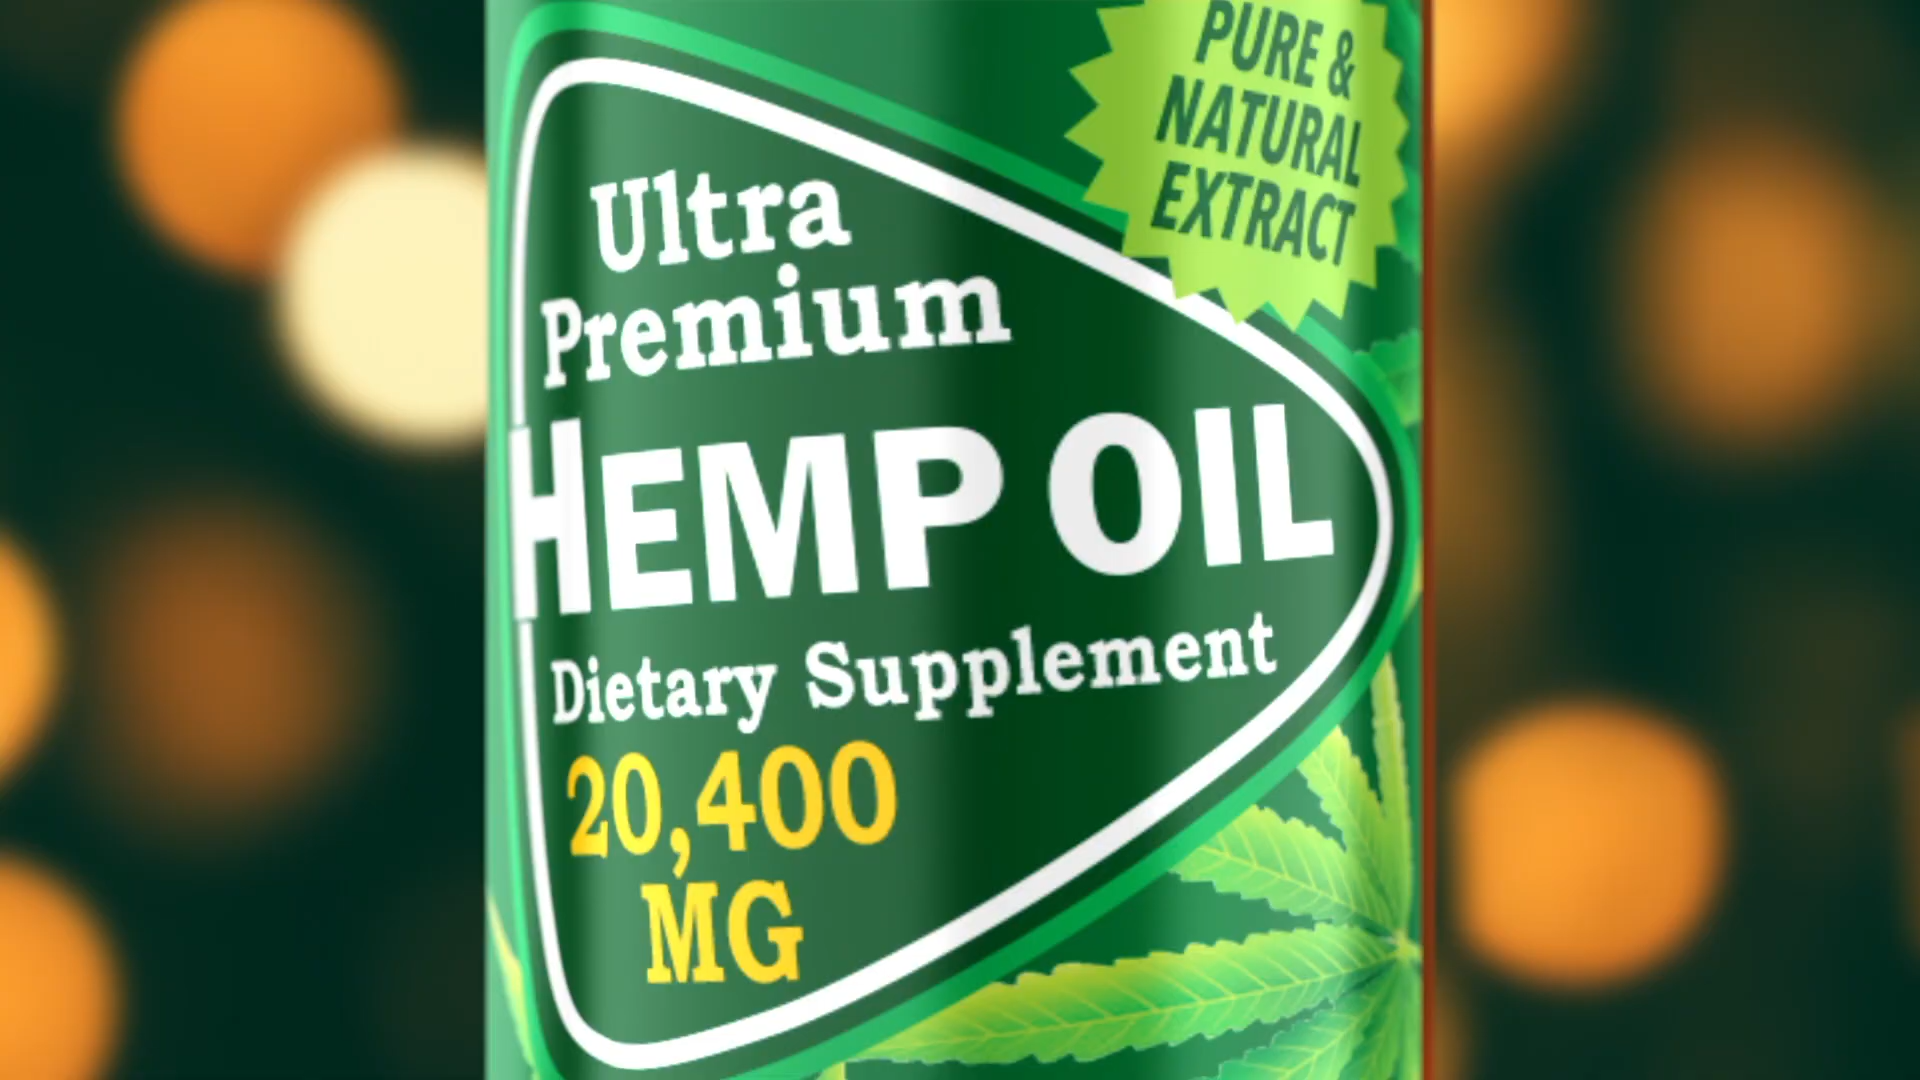 PURE &
NATURAL
EXTRACT
Ultra
Premium
HEMP OIL
Dietary Supplement
20,400
MG